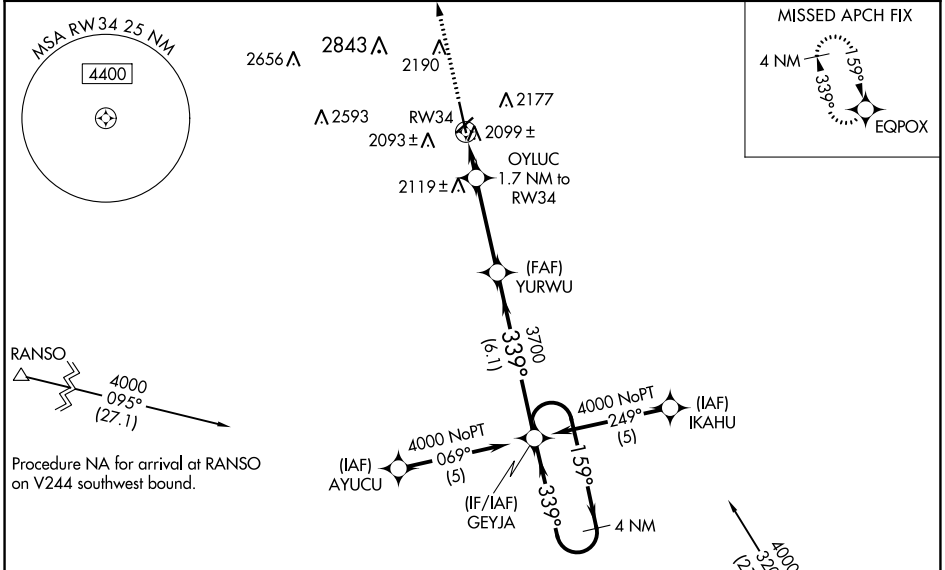 MSA RW34 25 NM
4400
2656
2843
2190
2593
RW34
2177
2093 ±
2099 ±
OYLUC
1.7 NM to
RW34
2119 ±
(FAF)
YURWU
3700
339°
(6.1)
RANSO
4000
095°
(27.1)
Procedure NA for arrival at RANSO
on V244 southwest bound.
4000 NoPT
249°
(5)
(IAF)
IKAHU
4000 NoPT
069°
(5)
(IAF)
AYUCU
(IF/IAF)
GEYJA
339°
159°
4 NM
4000
MISSED APCH FIX
4 NM
339°
159°
EQPOX